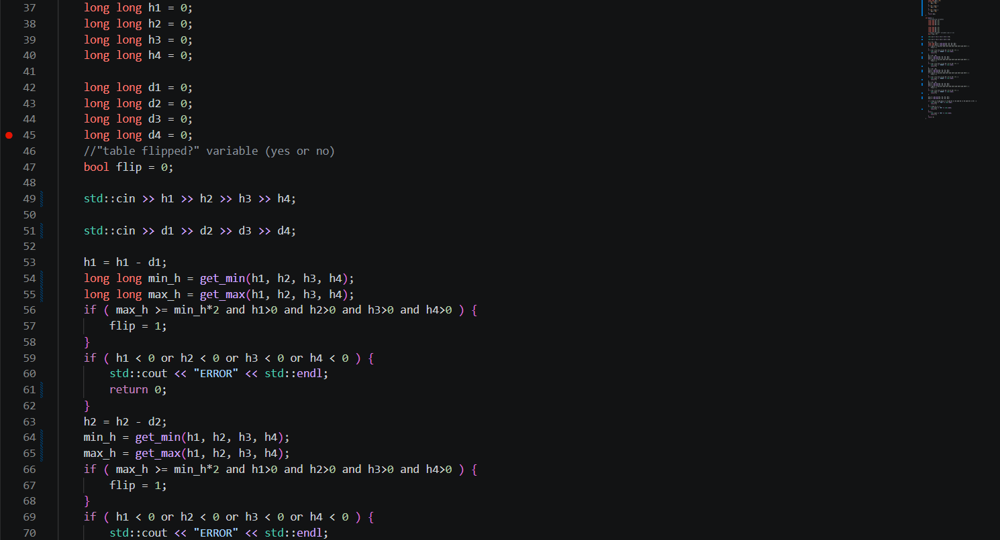 37 long long h1 = 0;
38 long long h2 = 0;
39 long long h3 = 0;
40 long long h4 = 0;
41
42 long long d1 = 0;
43 long long d2 = 0;
44 long long d3 = 0;
45 long long d4 = 0;
46 //"table flipped?" variable (yes or no)
47 bool flip = 0;
48
49 std::cin >> h1 >> h2 >> h3 >> h4;
50
51 std::cin >> d1 >> d2 >> d3 >> d4;
52
53 h1 = h1 - d1;
54 long long min_h = get_min(h1, h2, h3, h4);
55 long long max_h = get_max(h1, h2, h3, h4);
56 if ( max_h >= min_h*2 and h1>0 and h2>0 and h3>0 and h4>0 ) {
57 flip = 1;
58 }
59 if ( h1 < 0 or h2 < 0 or h3 < 0 or h4 < 0 ) {
60 std::cout << "ERROR" << std::endl;
61 return 0;
62 }
63 h2 = h2 - d2;
64 min_h = get_min(h1, h2, h3, h4);
65 max_h = get_max(h1, h2, h3, h4);
66 if ( max_h >= min_h*2 and h1>0 and h2>0 and h3>0 and h4>0 ) {
67 flip = 1;
68 }
69 if ( h1 < 0 or h2 < 0 or h3 < 0 or h4 < 0 ) {
70 std::cout << "ERROR" << std::endl;